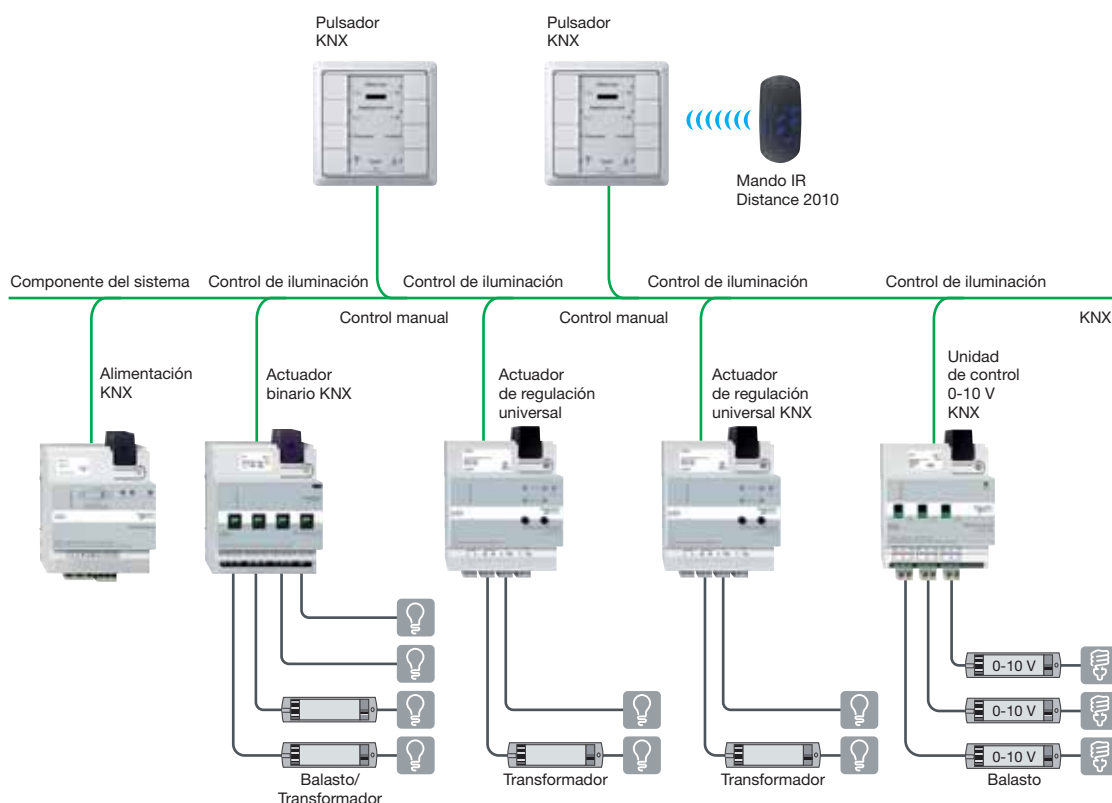 Pulsador
KNX
Pulsador
KNX
Mando IR
Distance 2010
Componente del sistema
Control de iluminación
Control de iluminación
Control de iluminación
Control de iluminación
Control manual
Control manual
KNX
Alimentación
KNX
Actuador
binario KNX
Actuador
de regulación
universal
Actuador
de regulación
universal KNX
Unidad
de control
0-10 V
KNX
0-10 V
0-10 V
0-10 V
Balasto/
Transformador
Transformador
Transformador
Balasto